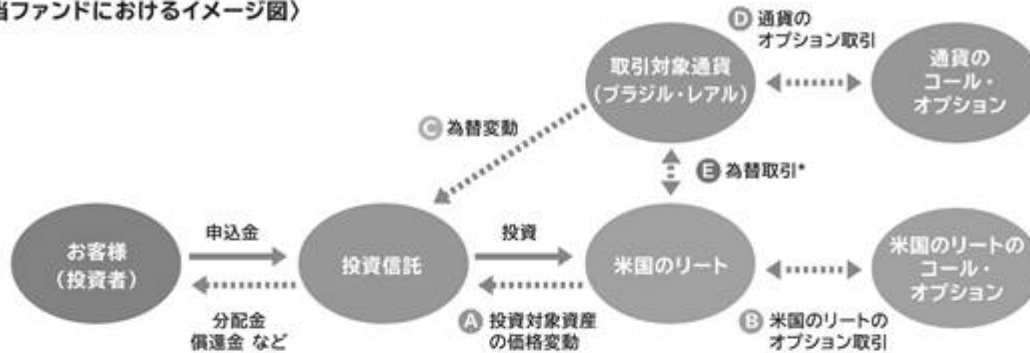 当ファンドにおけるイメージ図〉
D 通貨の
オプション取引
取引対象通貨
(ブラジル・レアル)
通貨の
コール・
オプション
C 為替変動
E 為替取引*
お客様
(投資者)
申込金
投資信託
投資
米国のリート
米国のリートの
コール・
オプション
分配金
償還金 など
A 投資対象資産
の価格変動
B 米国のリートの
オプション取引